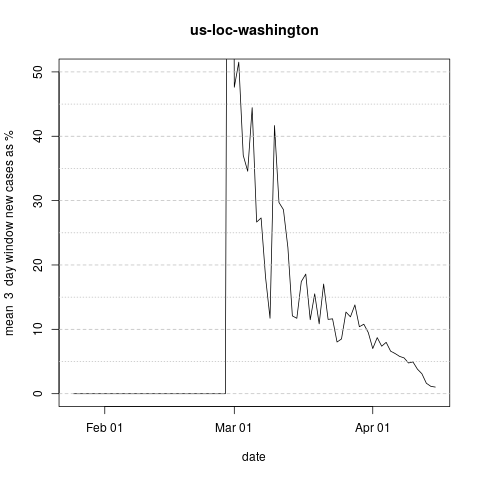 us-loc-washington
mean 3 day window new cases as %
50
40
30
20
10
0
Feb 01
Mar 01
Apr 01
date